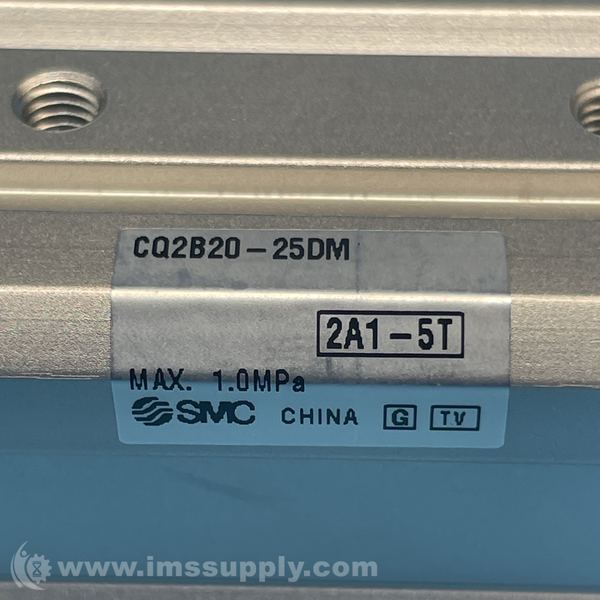 CQ2B20-25DM
2A1-5T
MAX. 1.0MPa
SMC CHINA G TV
www.imssupply.com